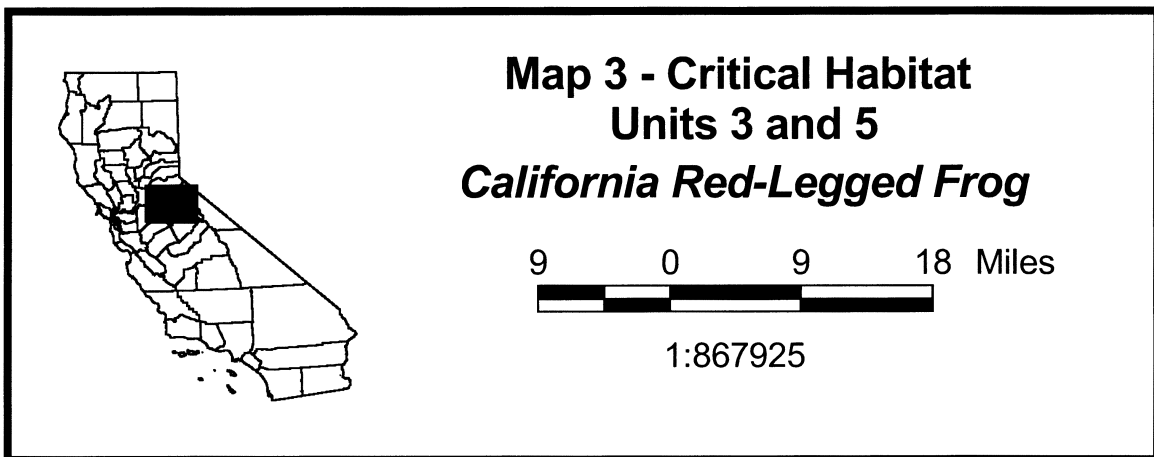 Map 3 - Critical Habitat
Units 3 and 5
California Red-Legged Frog
9 0 9 18 Miles
1:867925